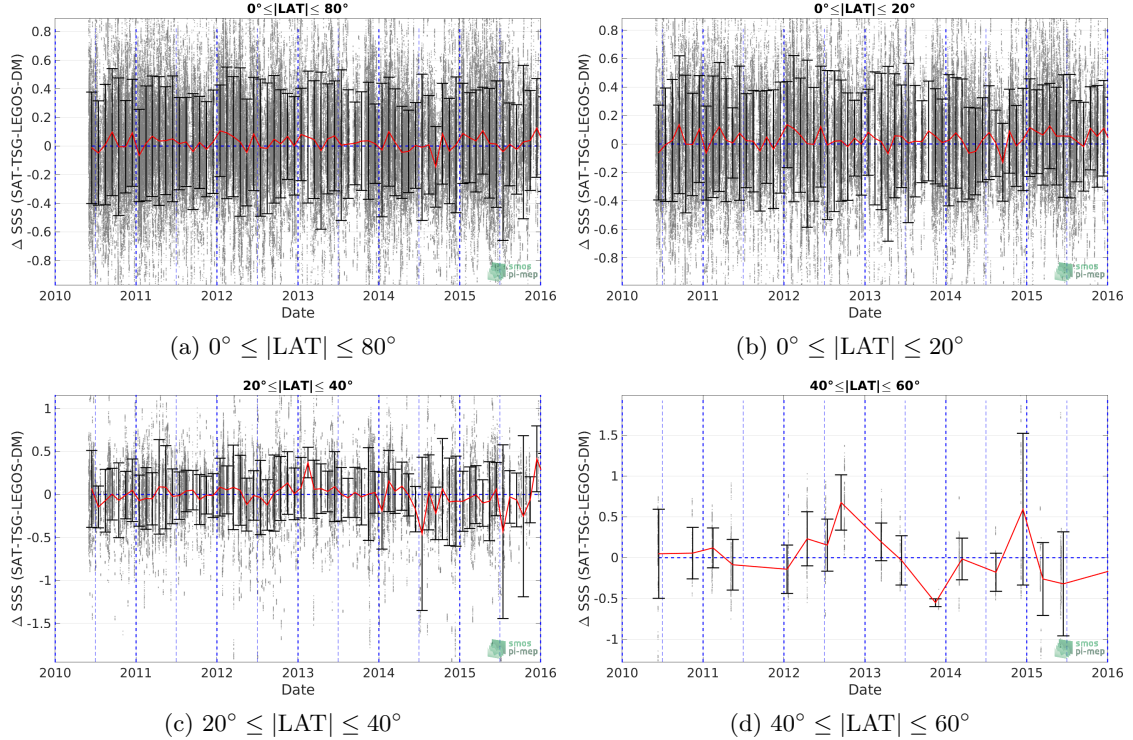 0°≤|LAT|≤ 80°
Δ SSS (SAT-TSG-LEGOS-DM)
0.8
0.6
0.4
0.2
0
-0.2
-0.4
-0.6
-0.8
smos
pi-mep
2010 2011 2012 2013 2014 2015 2016
Date
(a) 0° ≤ |LAT| ≤ 80°
0°≤|LAT|≤ 20°
Δ SSS (SAT-TSG-LEGOS-DM)
0.8
0.6
0.4
0.2
0
-0.2
-0.4
-0.6
-0.8
smos
pi-mep
2010 2011 2012 2013 2014 2015 2016
Date
(b) 0° ≤ |LAT| ≤ 20°
20°≤|LAT|≤ 40°
Δ SSS (SAT-TSG-LEGOS-DM)
1
0.5
0
-0.5
-1
-1.5
smos
pi-mep
2010 2011 2012 2013 2014 2015 2016
Date
(c) 20° ≤ |LAT| ≤ 40°
40°≤|LAT|≤ 60°
Δ SSS (SAT-TSG-LEGOS-DM)
1.5
1
0.5
0
-0.5
-1
smos
pi-mep
2010 2011 2012 2013 2014 2015 2016
Date
(d) 40° ≤ |LAT| ≤ 60°